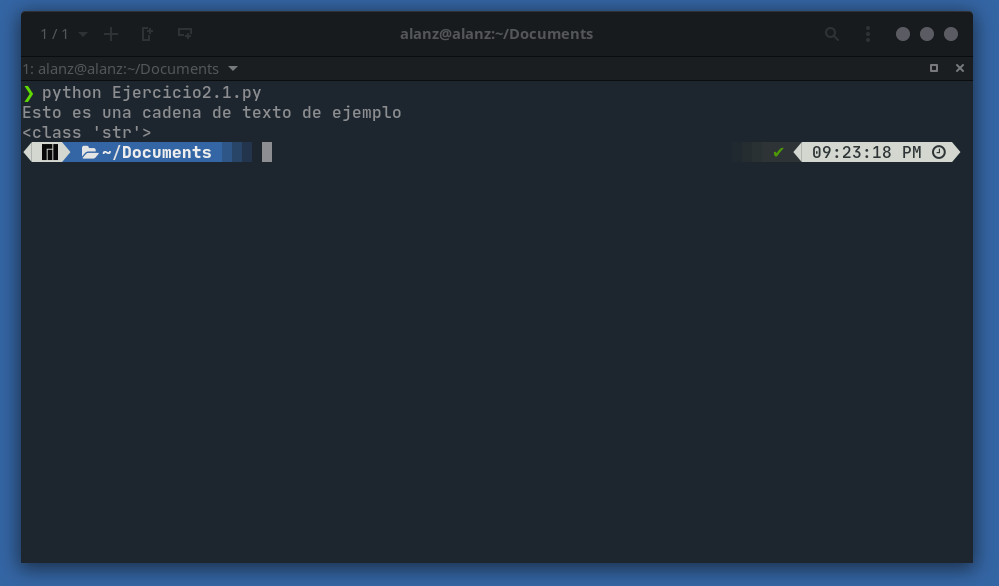 1 / 1
alanz@alanz:~/Documents
1: alanz@alanz:~/Documents
❯ python Ejercicio2.1.py
Esto es una cadena de texto de ejemplo
<class 'str'>
~/Documents ✔ 09:23:18 PM